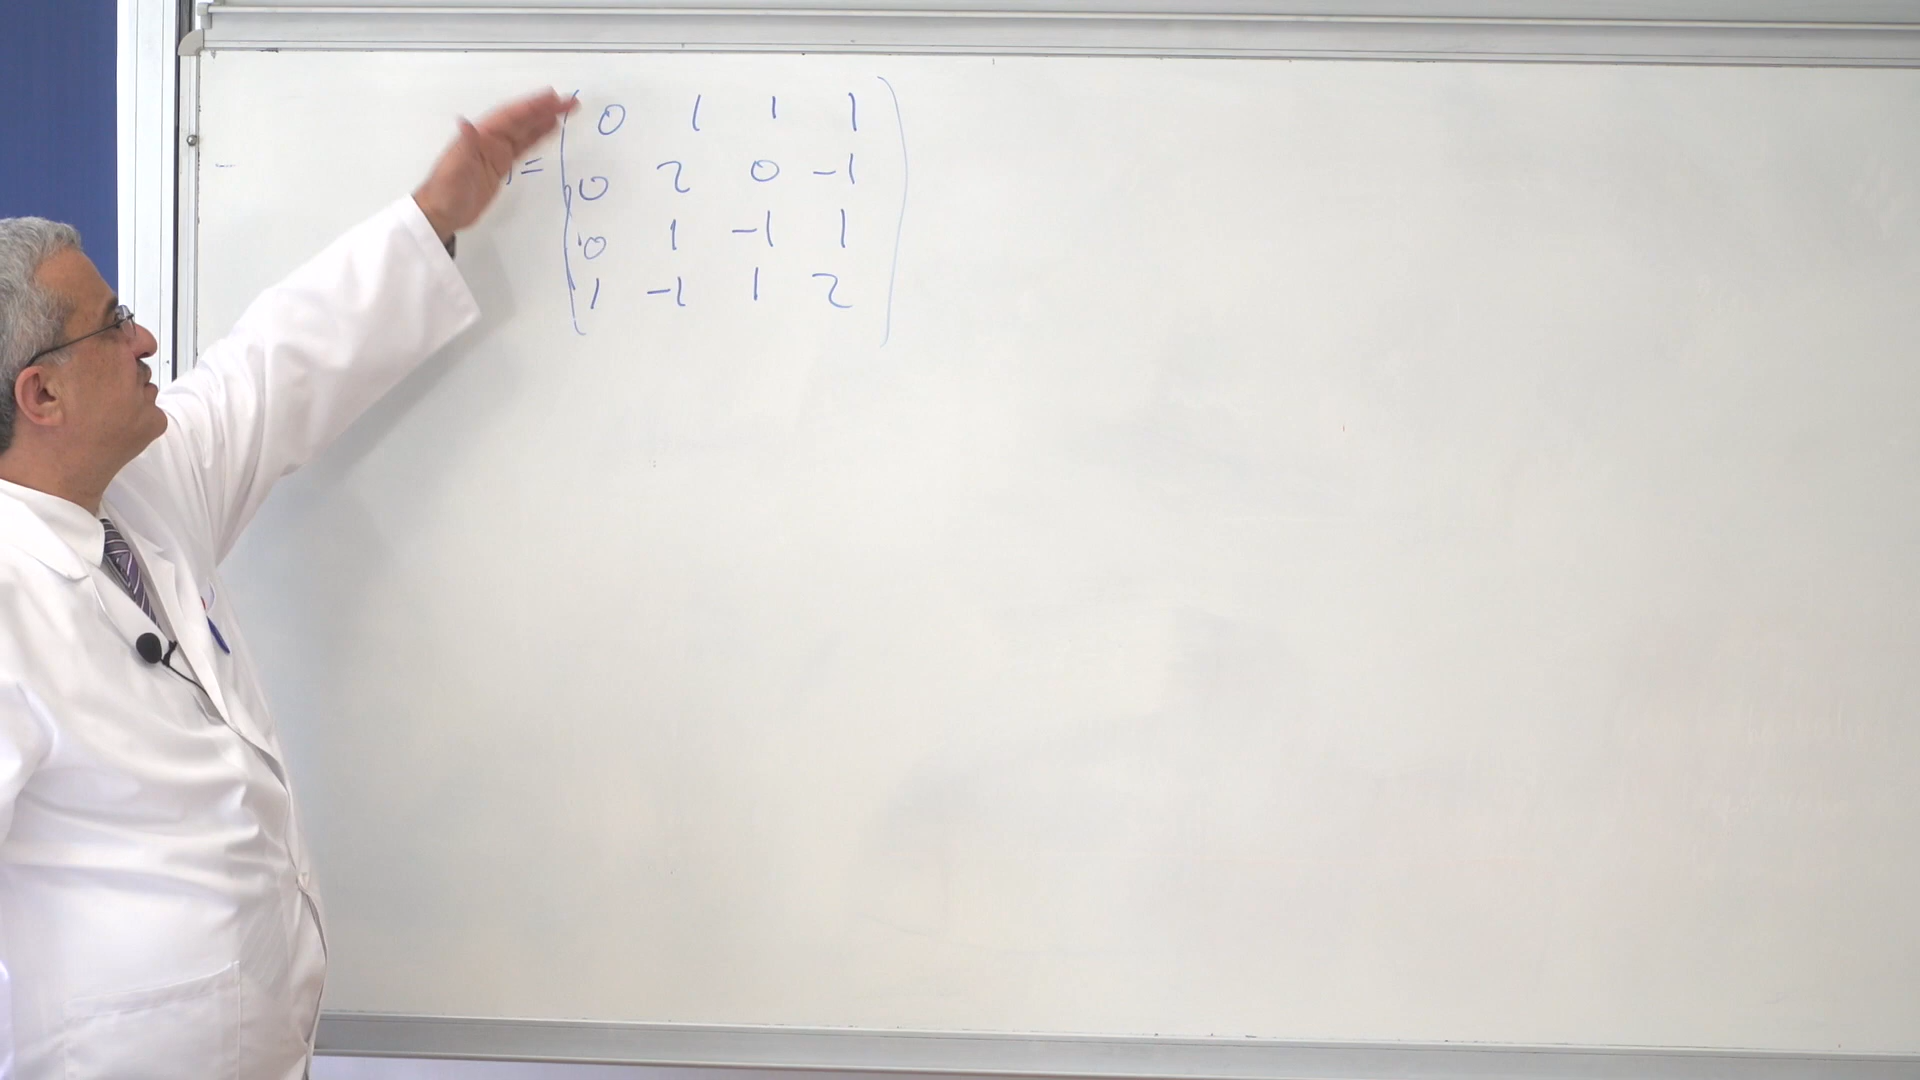 = ( 0 1 1 1 )
0 2 0 -1
0 1 -1 1
1 -1 1 2